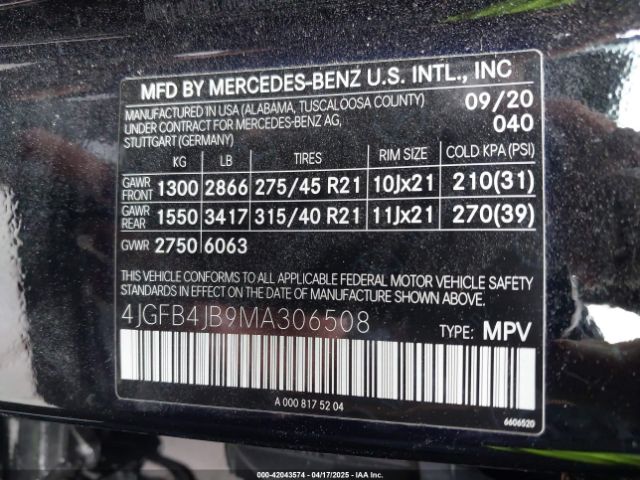 MFD BY MERCEDES-BENZ U.S. INTL., INC
MANUFACTURED IN USA (ALABAMA, TUSCALOOSA COUNTY) 09/20
UNDER CONTRACT FOR MERCEDES-BENZ AG, 040
STUTTGART (GERMANY)
KG LB TIRES RIM SIZE COLD KPA (PSI)
GAWR FRONT 1300 2866 275/45 R21 10Jx21 210(31)
GAWR REAR 1550 3417 315/40 R21 11Jx21 270(39)
GVWR 2750 6063
THIS VEHICLE CONFORMS TO ALL APPLICABLE FEDERAL MOTOR VEHICLE SAFETY
STANDARDS IN EFFECT ON THE DATE OF MANUFACTURE SHOWN ABOVE.
4JGFB4JB9MA306508 TYPE: MPV
A 000 817 52 04
6606520
000-42043574 - 04/17/2025 - IAA, Inc.